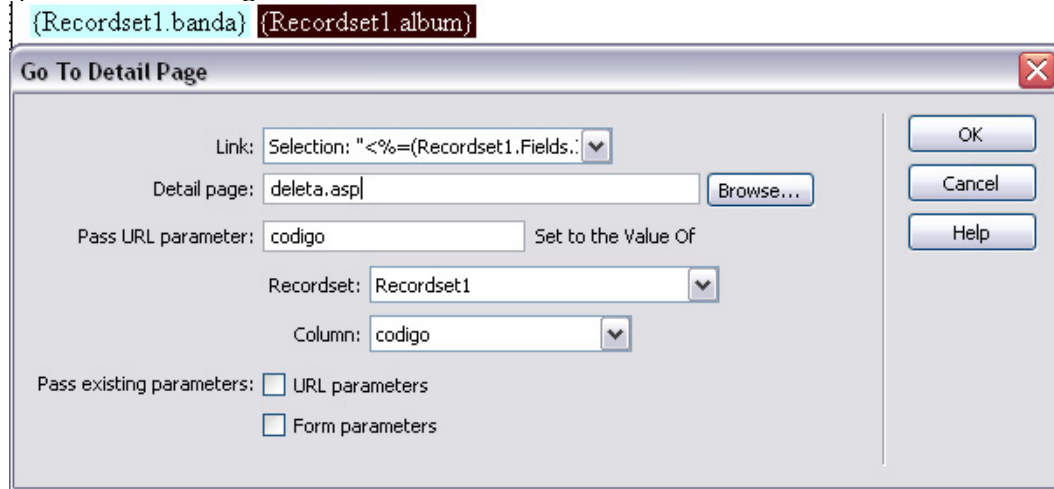 {Recordset1.banda} {Recordset1.album}
Go To Detail Page
Link: Selection: "<%=(Recordset1.Fields.: OK
Detail page: deleta.asp Browse... Cancel
Pass URL parameter: codigo Set to the Value Of Help
Recordset: Recordset1
Column: codigo
Pass existing parameters: URL parameters
Form parameters